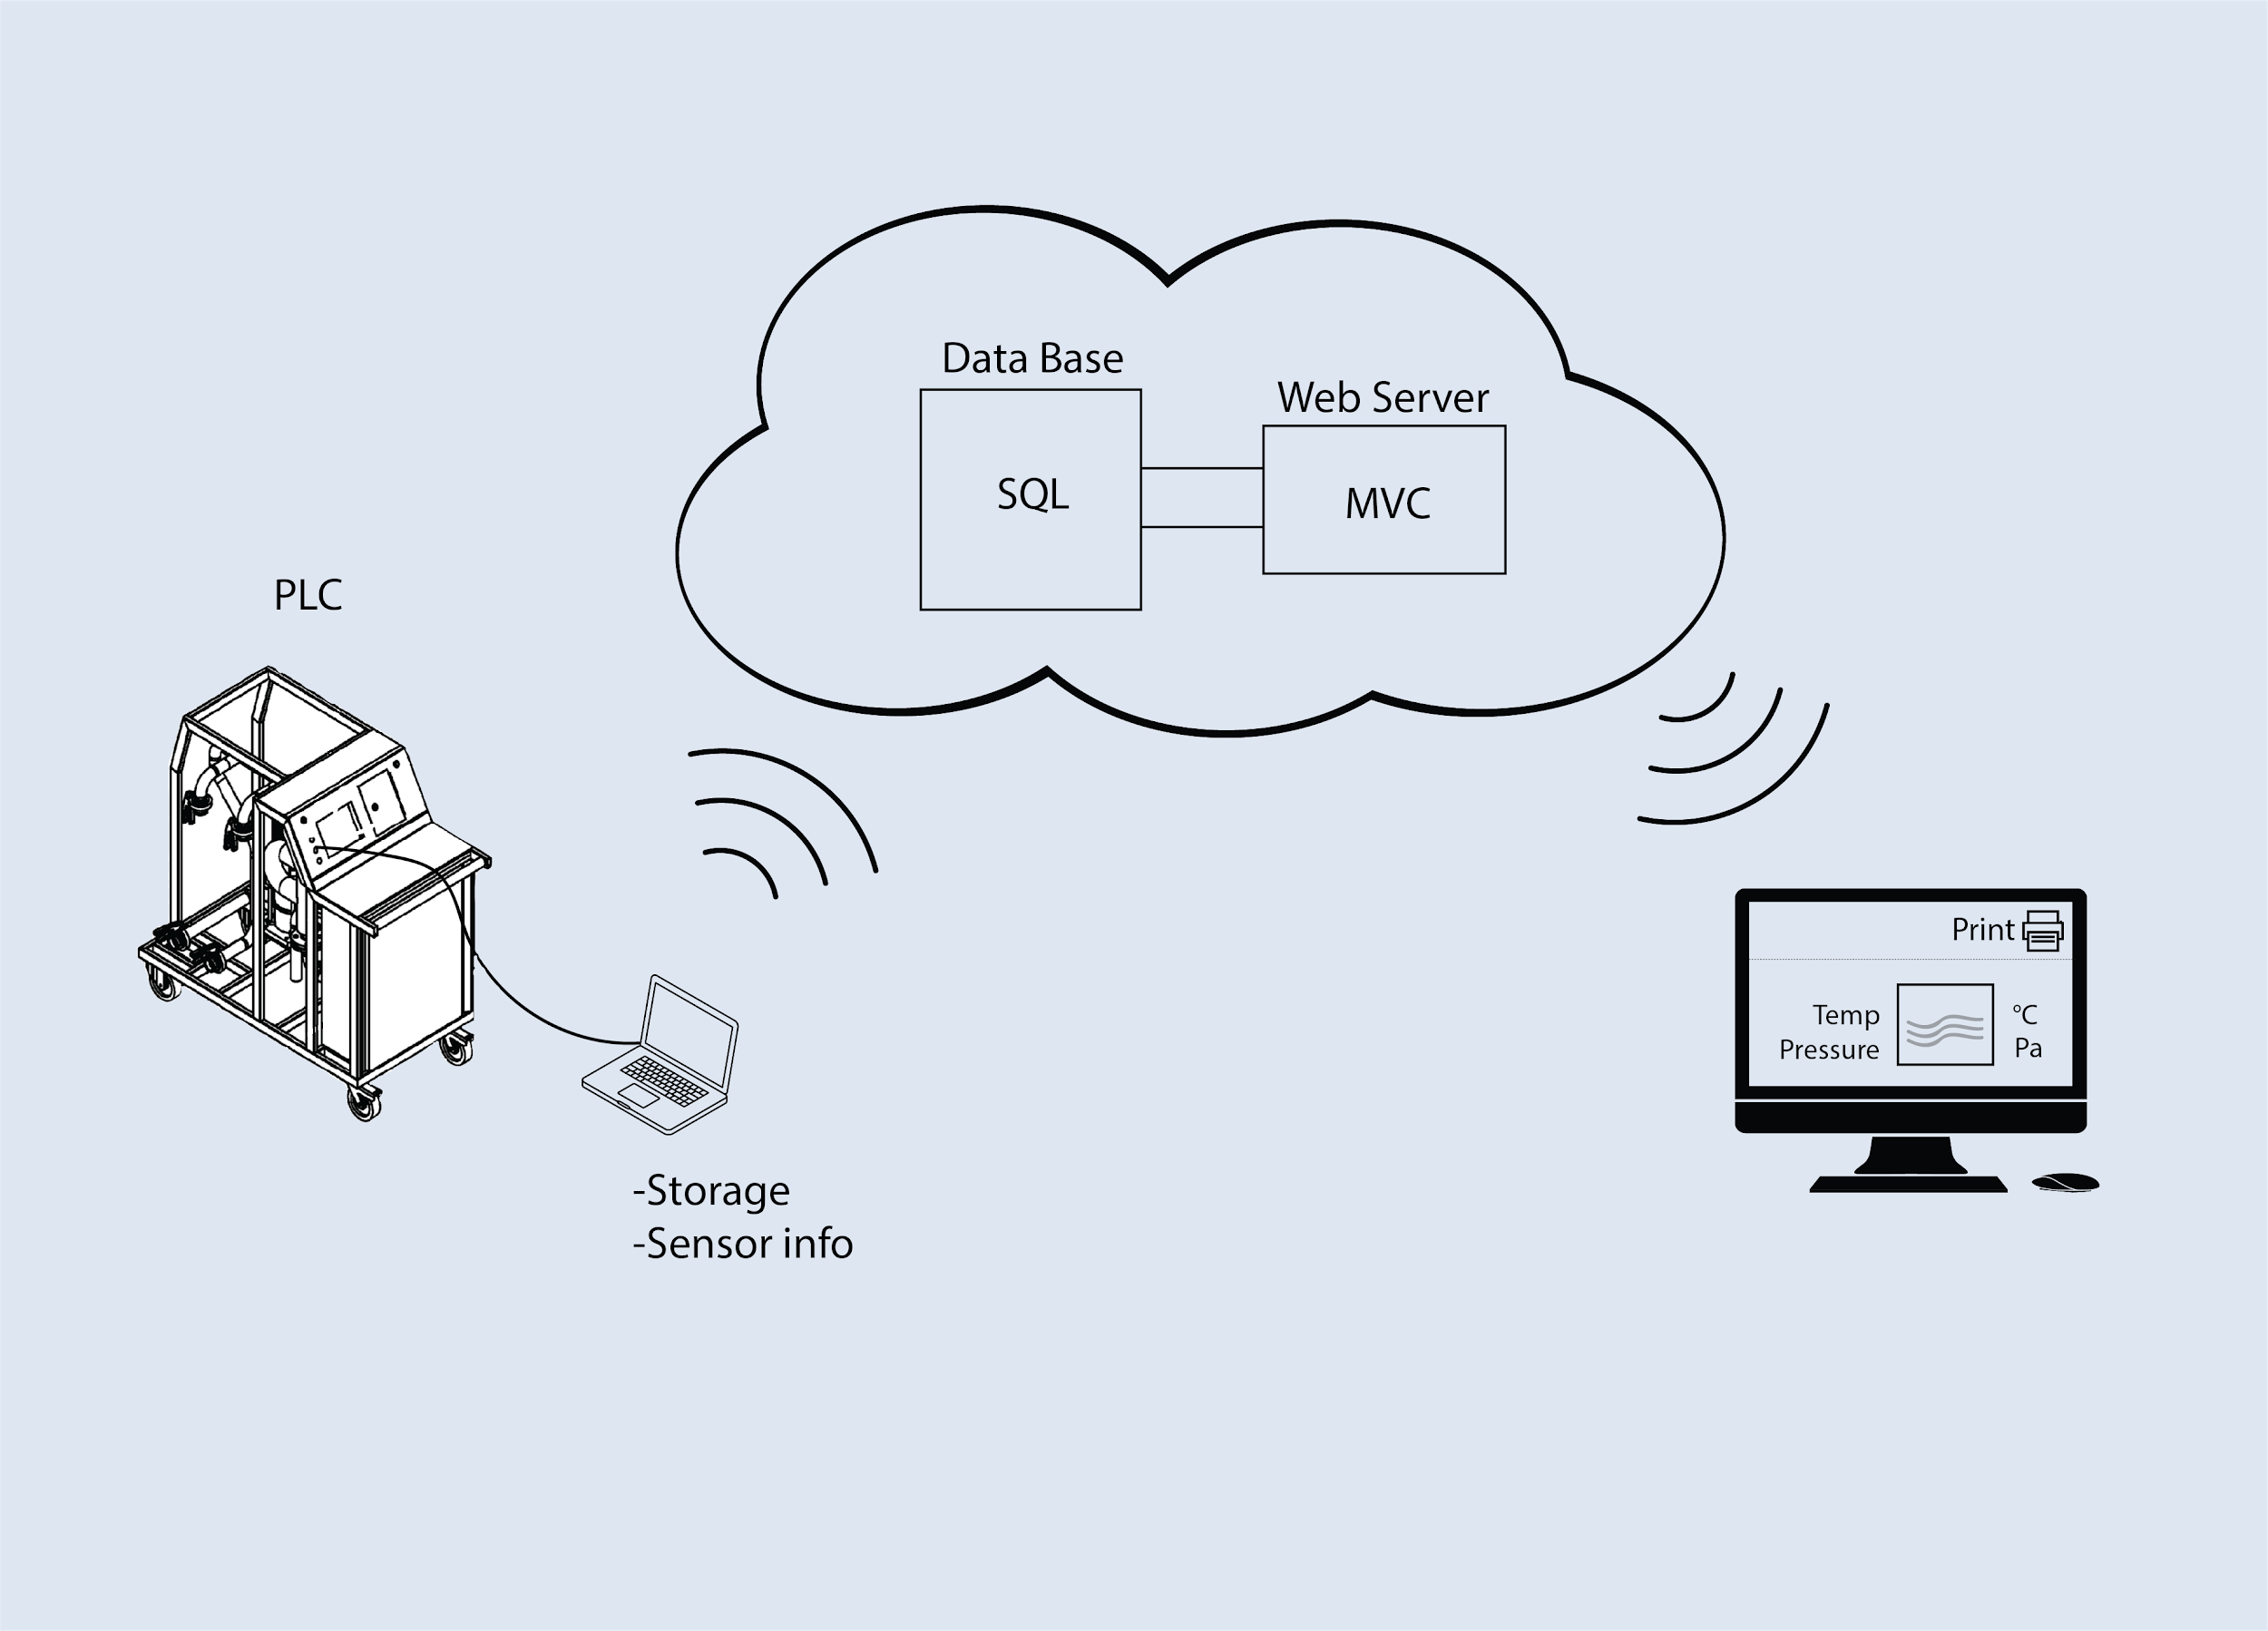 Data Base
SQL
Web Server
MVC
PLC
-Storage
-Sensor info
Print
Temp
Pressure
°C
Pa